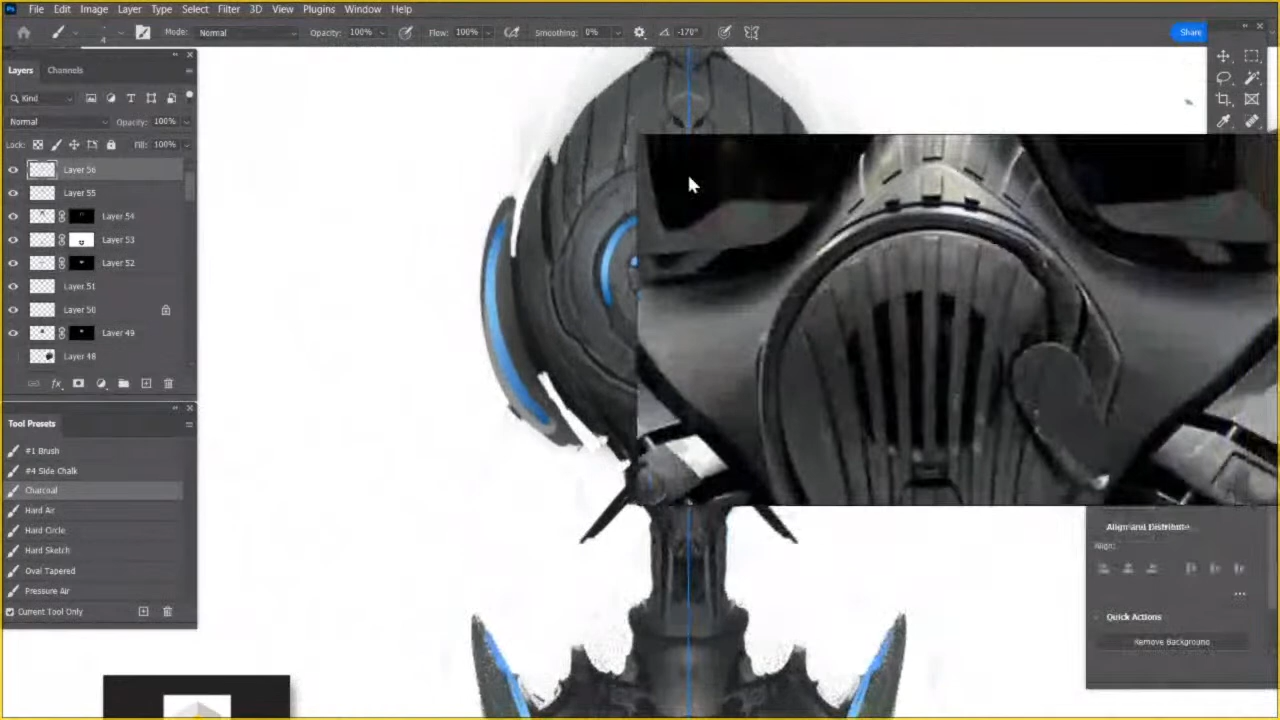 Ps File Edit Image Layer Type Select Filter 3D View Plugins Window Help
4 Mode: Normal Opacity: 100% Flow: 100% Smoothing: 0% -170° Share
Layers Channels
Kind
Normal Opacity: 100%
Lock: Fill: 100%
Layer 56
Layer 55
Layer 54
Layer 53
Layer 52
Layer 51
Layer 50
Layer 49
Layer 48
fx
Tool Presets
#1 Brush
#4 Side Chalk
Charcoal
Hard Air
Hard Circle
Hard Sketch
Oval Tapered
Pressure Air
Current Tool Only
Align and Distribute
Align:
Quick Actions
Remove Background